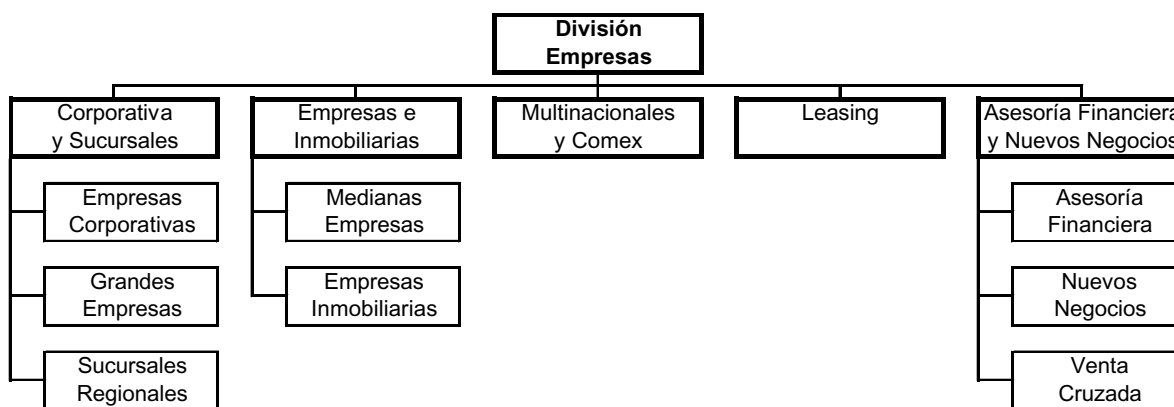 División
Empresas
Corporativa
y Sucursales
Empresas e
Inmobiliarias
Multinacionales
y Comex
Leasing
Asesoría Financiera
y Nuevos Negocios
Empresas
Corporativas
Medianas
Empresas
Asesoría
Financiera
Grandes
Empresas
Empresas
Inmobiliarias
Nuevos
Negocios
Sucursales
Regionales
Venta
Cruzada